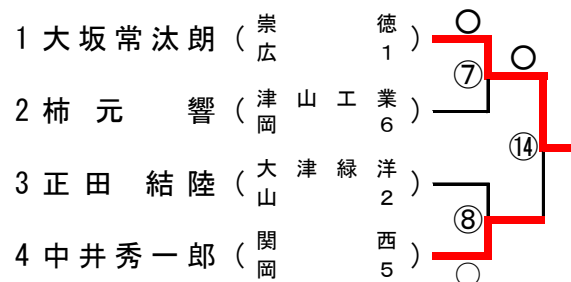 1 大坂常汰朗 ( 崇徳 広1 )
2 柿元 響 ( 津山工業 岡6 )
3 正田 結陸 ( 大津緑洋 山2 )
4 中井秀一郎 ( 関西 岡5 )
⑦
⑧
⑭